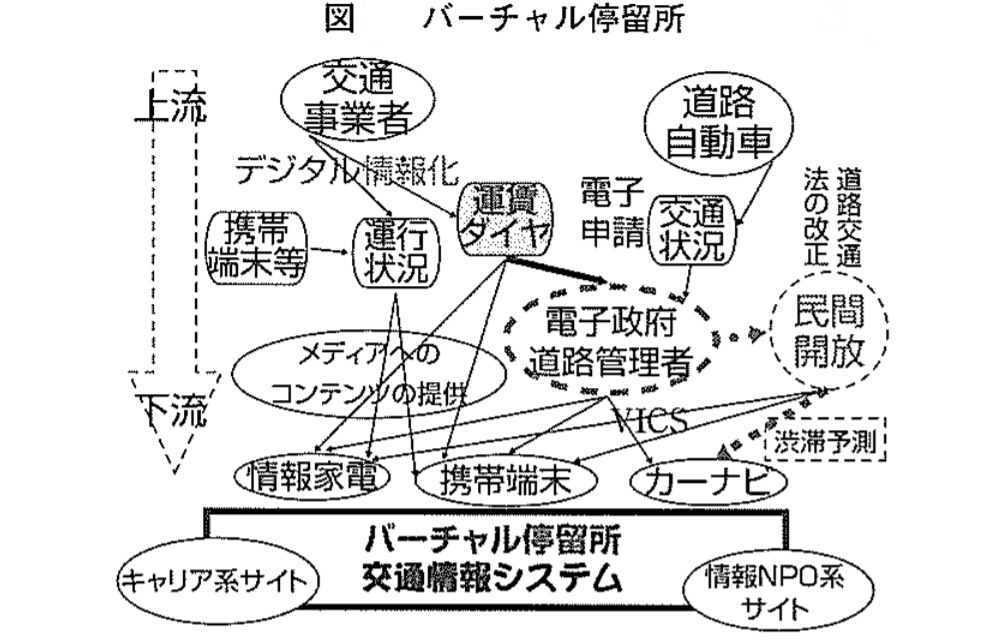 図 バーチャル停留所
上流
交通
事業者
道路
自動車
デジタル情報化
運賃
ダイヤ
電子
申請
交通
状況
道路交通
法の改正
携帯
端末等
運行
状況
電子政府
道路管理者
民間
開放
メディアへの
コンテンツの提供
下流
VICS
渋滞予測
情報家電
携帯端末
カーナビ
バーチャル停留所
交通情報システム
キャリア系サイト
情報NPO系
サイト